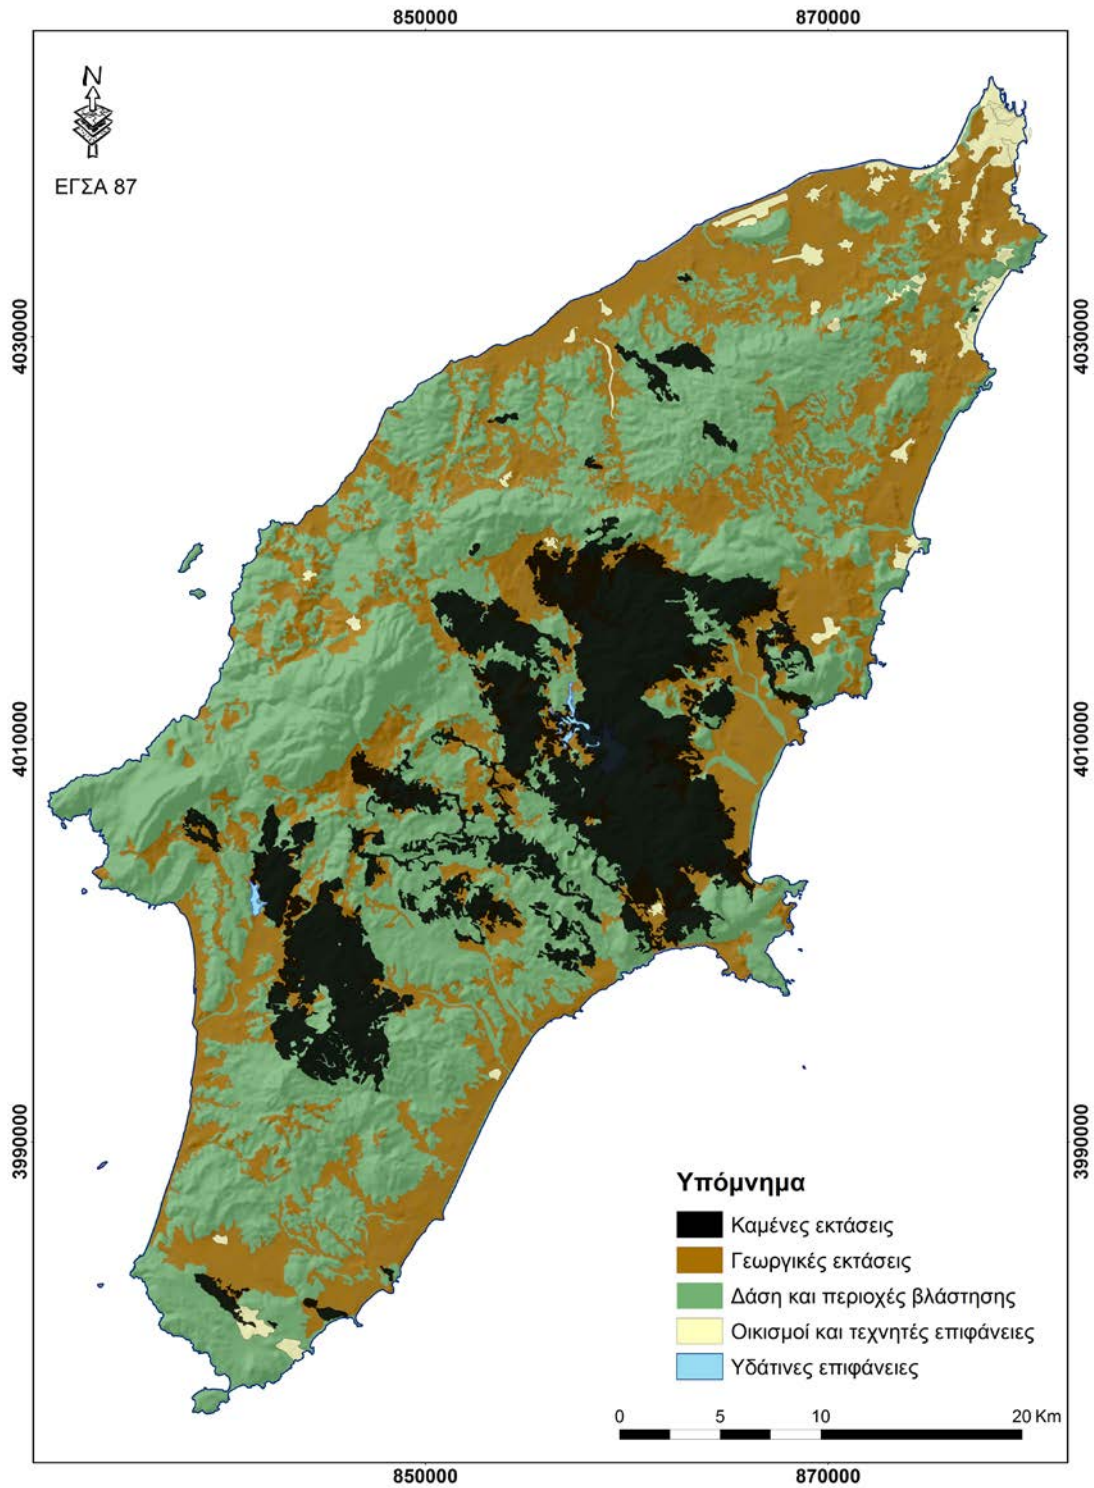 850000 870000
N
ΕΓΣΑ 87
4030000 4030000
4010000 4010000
3990000 3990000
Υπόμνημα
Καμένες εκτάσεις
Γεωργικές εκτάσεις
Δάση και περιοχές βλάστησης
Οικισμοί και τεχνητές επιφάνειες
Υδάτινες επιφάνειες
0 5 10 20 Km
850000 870000